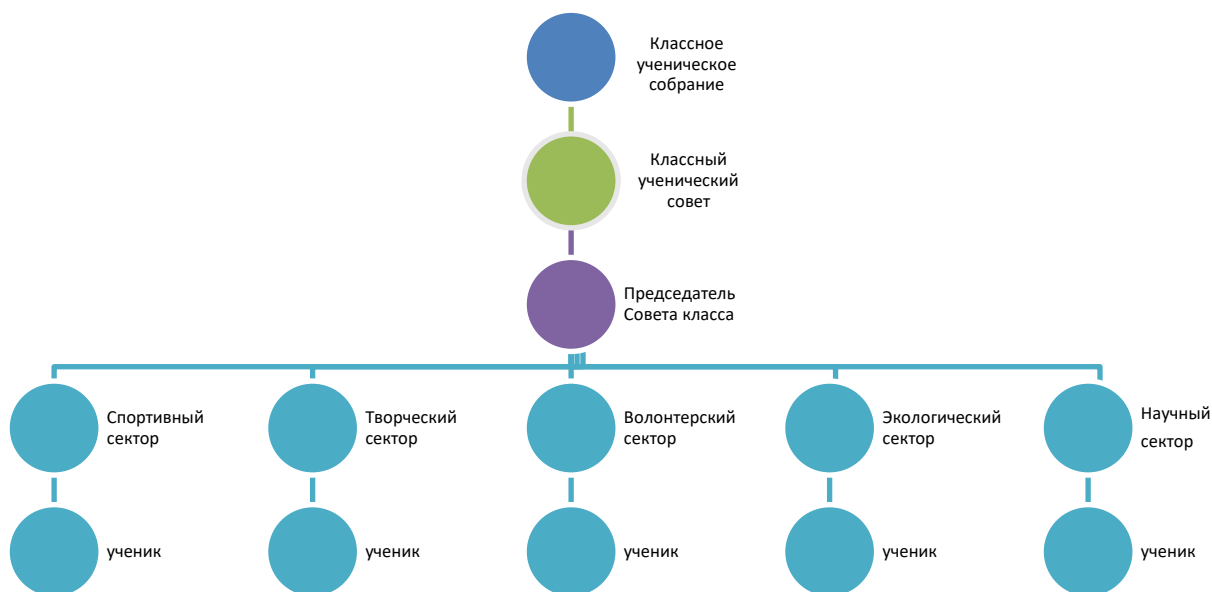 Классное
ученическое
собрание
Классный
ученический
совет
Председатель
Совета класса
Спортивный
сектор
Творческий
сектор
Волонтерский
сектор
Экологический
сектор
Научный
сектор
ученик
ученик
ученик
ученик
ученик